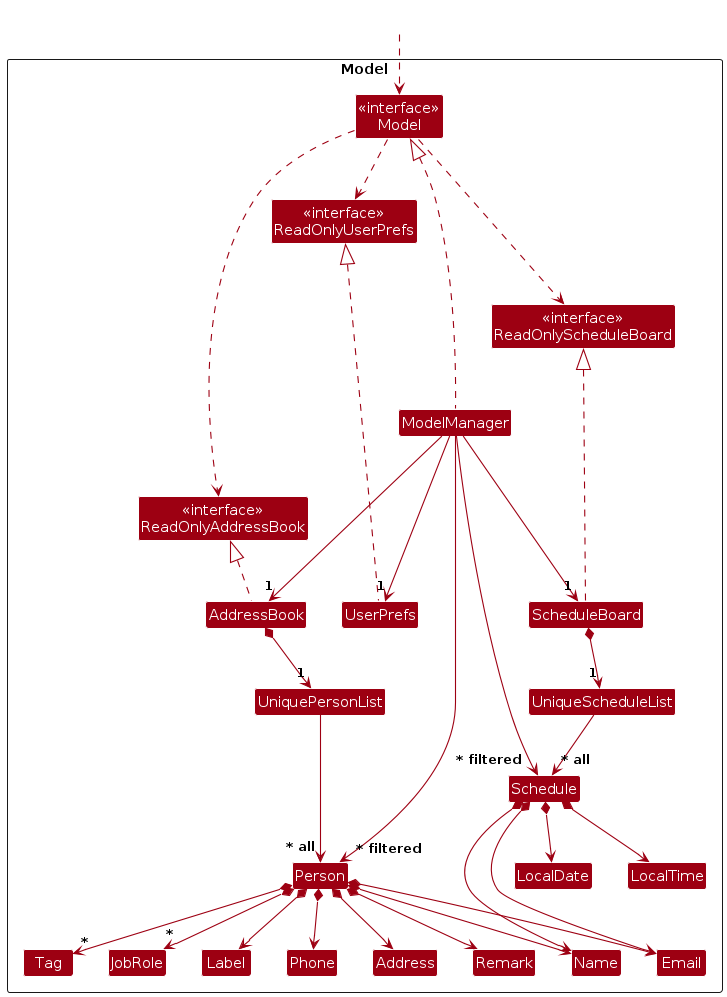 Model
«interface»
Model
«interface»
ReadOnlyUserPrefs
«interface»
ReadOnlyScheduleBoard
ModelManager
«interface»
ReadOnlyAddressBook
1
1
1
AddressBook
UserPrefs
ScheduleBoard
1
1
UniquePersonList
UniqueScheduleList
* filtered
* all
Schedule
* all
* filtered
Person
LocalDate
LocalTime
*
*
Tag
JobRole
Label
Phone
Address
Remark
Name
Email